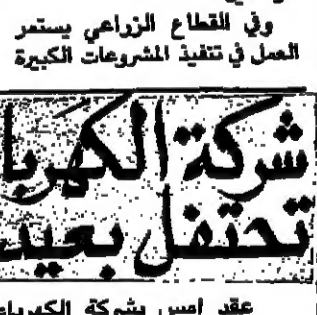 وفي القطاع الزراعي يستمر
العمل في تنفيذ المشروعات الكبيرة
شركة الكهربا
تحتفل بعيد
عقد امس بشركة الكهرباء